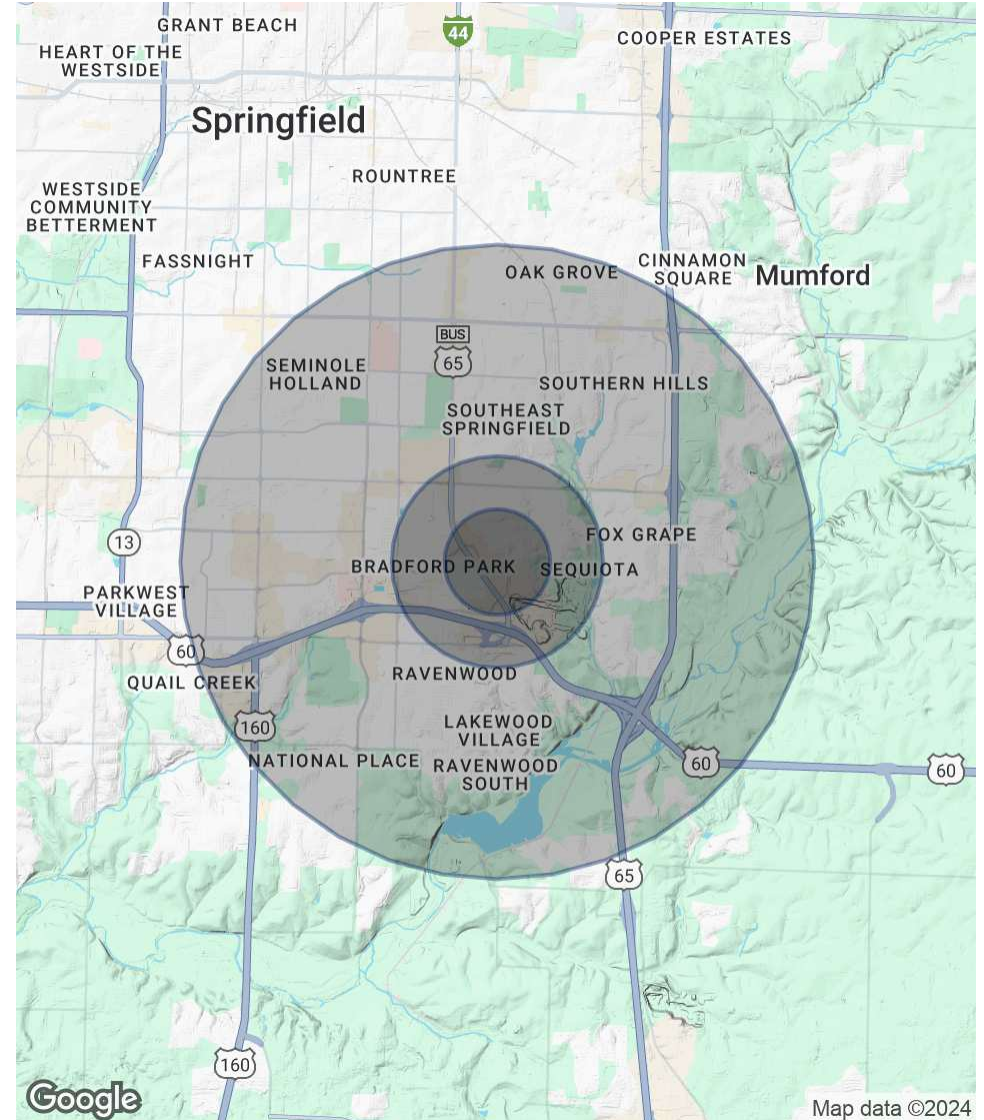 GRANT BEACH
44
COOPER ESTATES
HEART OF THE
WESTSIDE
Springfield
ROUNTREE
WESTSIDE
COMMUNITY
BETTERMENT
FASSNIGHT
OAK GROVE
CINNAMON
SQUARE
Mumford
BUS
65
SEMINOLE
HOLLAND
SOUTHERN HILLS
SOUTHEAST
SPRINGFIELD
13
FOX GRAPE
BRADFORD PARK
SEQUIOTA
PARKWEST
VILLAGE
60
QUAIL CREEK
RAVENWOOD
160
LAKEWOOD
VILLAGE
NATIONAL PLACE
RAVENWOOD
SOUTH
60
60
65
160
Google
Map data ©2024